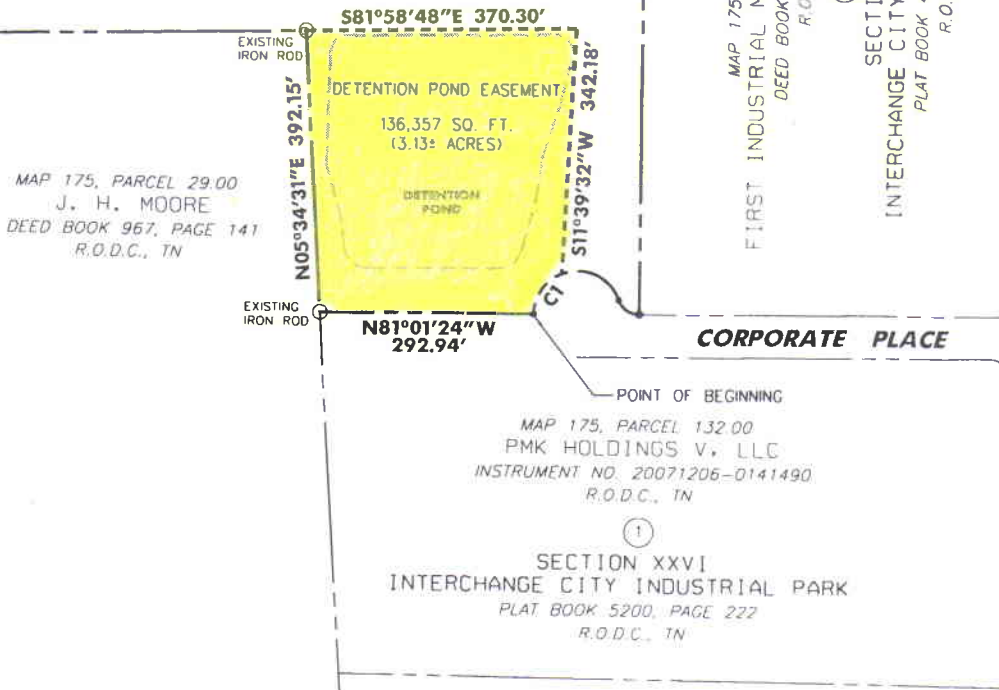 S81°58'48"E 370.30'
EXISTING
IRON ROD
N05°34'31"E 392.15'
DETENTION POND EASEMENT
136,357 SQ. FT.
(3.13± ACRES)
DETENTION
POND
S11°39'32"W 342.18'
MAP 175, PARCEL 29.00
J. H. MOORE
DEED BOOK 967, PAGE 141
R.O.D.C., TN
EXISTING
IRON ROD
N81°01'24"W
292.94'
C1
MAP 175
FIRST INDUSTRIAL
DEED BOOK
R.O.
SECTI
INTERCHANGE CITY
PLAT BOOK
R.O.
CORPORATE PLACE
POINT OF BEGINNING
MAP 175, PARCEL 132.00
PMK HOLDINGS V, LLC
INSTRUMENT NO. 20071206-0141490
R.O.D.C., TN
1
SECTION XXVI
INTERCHANGE CITY INDUSTRIAL PARK
PLAT BOOK 5200, PAGE 222
R.O.D.C., TN